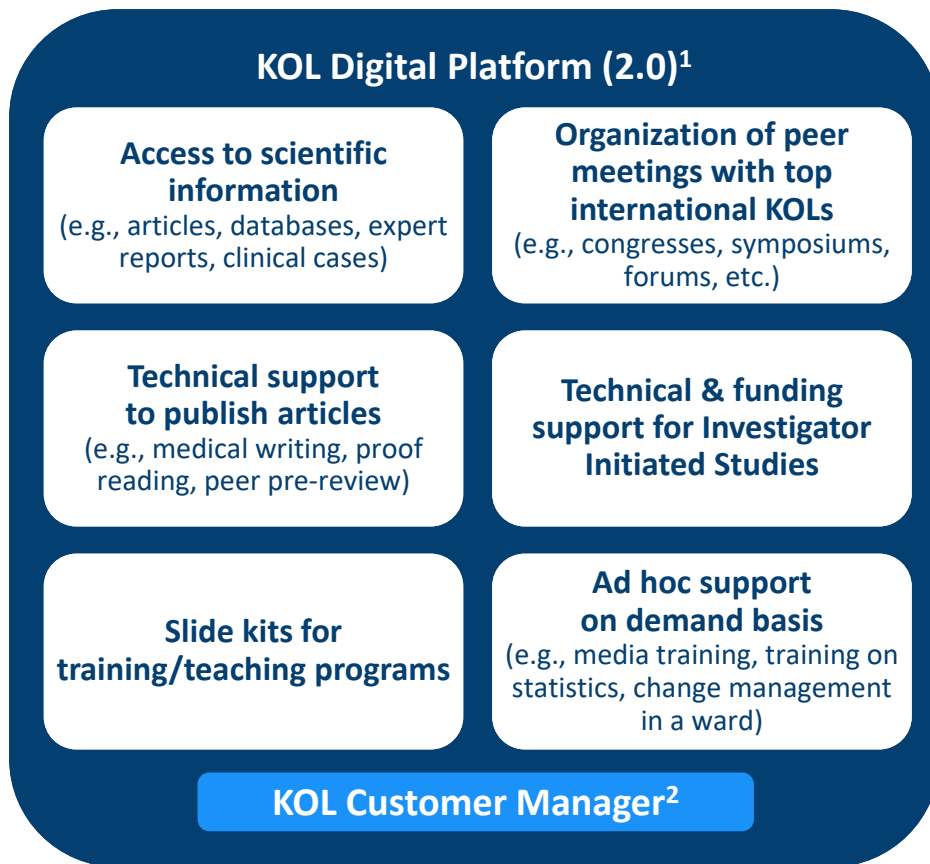 KOL Digital Platform (2.0)¹
Access to scientific
information
(e.g., articles, databases, expert
reports, clinical cases)
Organization of peer
meetings with top
international KOLs
(e.g., congresses, symposiums,
forums, etc.)
Technical support
to publish articles
(e.g., medical writing, proof
reading, peer pre-review)
Technical & funding
support for Investigator
Initiated Studies
Slide kits for
training/teaching programs
Ad hoc support
on demand basis
(e.g., media training, training on
statistics, change management
in a ward)
KOL Customer Manager²